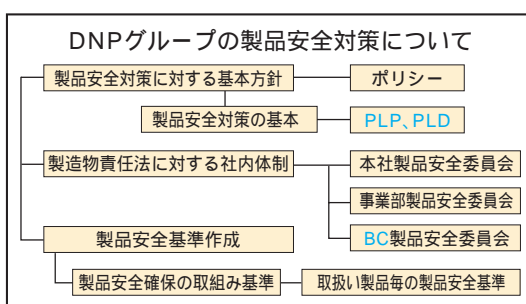 DNPグループの製品安全対策について
製品安全対策に対する基本方針
ポリシー
製品安全対策の基本
PLP、PLD
製造物責任法に対する社内体制
本社製品安全委員会
事業部製品安全委員会
BC製品安全委員会
製品安全基準作成
製品安全確保の取組み基準
取扱い製品毎の製品安全基準